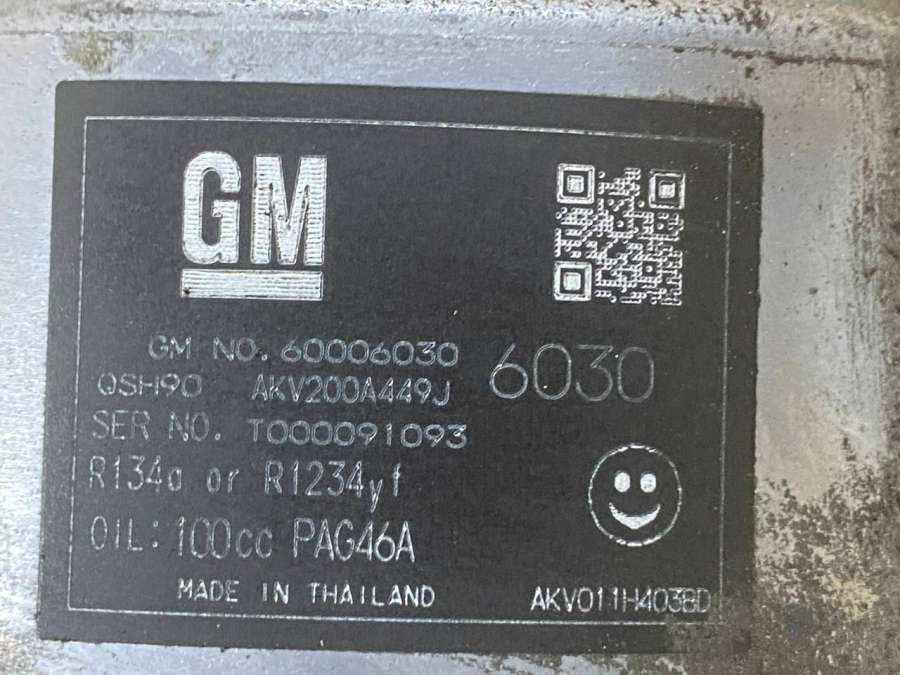 GM
GM NO. 60006030
6030
QSH90 AKV200A449J
SER NO. T000091093
R134a or R1234yf
OIL: 100cc PAG46A
MADE IN THAILAND
AKV011H403BD